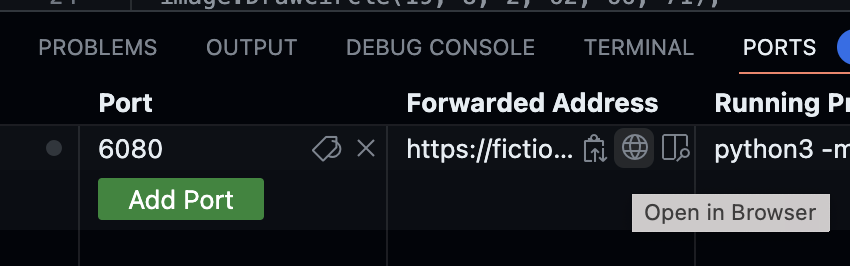 PROBLEMS OUTPUT DEBUG CONSOLE TERMINAL PORTS
Port Forwarded Address Running Pr
6080 https://fictio... python3 -m
Add Port
Open in Browser